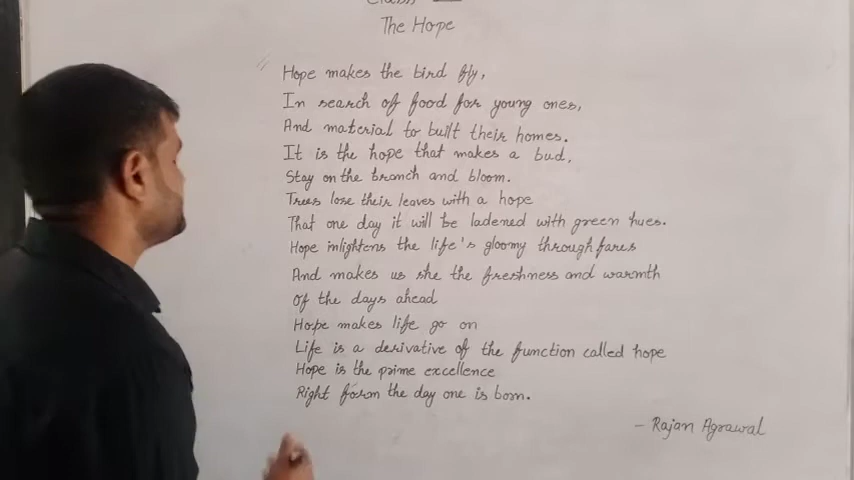 Class
The Hope
Hope makes the bird fly,
In search of food for young ones,
And material to built their homes.
It is the hope that makes a bud,
Stay on the branch and bloom.
Trees lose their leaves with a hope
That one day it will be ladened with green hues.
Hope inlightens the life's gloomy through fares
And makes us she the freshness and warmth
Of the days ahead
Hope makes life go on
Life is a derivative of the function called hope
Hope is the prime excellence
Right form the day one is born.
- Rajan Agrawal